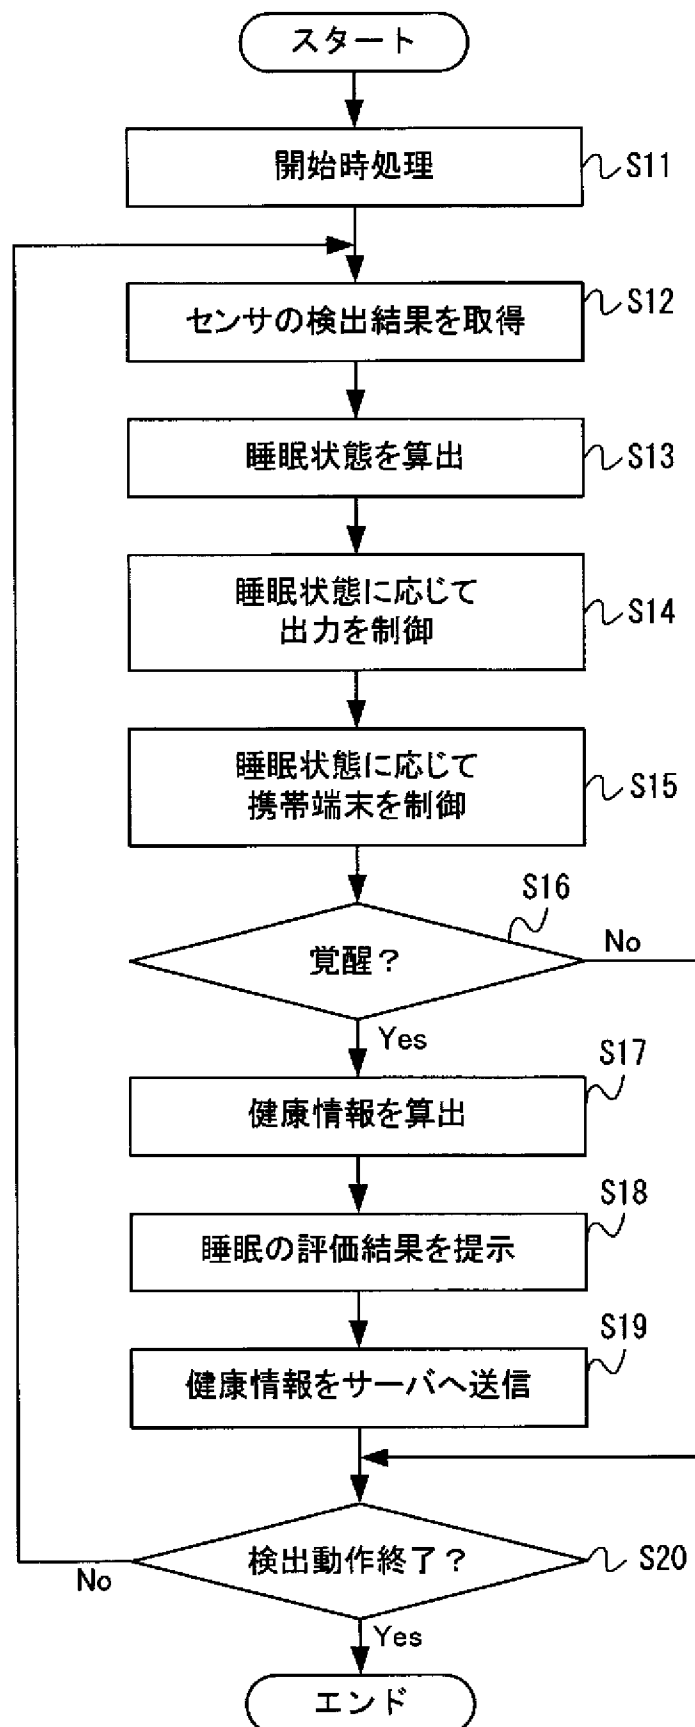 スタート
開始時処理
S11
センサの検出結果を取得
S12
睡眠状態を算出
S13
睡眠状態に応じて
出力を制御
S14
睡眠状態に応じて
携帯端末を制御
S15
S16
覚醒？
No
Yes
S17
健康情報を算出
S18
睡眠の評価結果を提示
S19
健康情報をサーバへ送信
検出動作終了？
S20
No
Yes
エンド